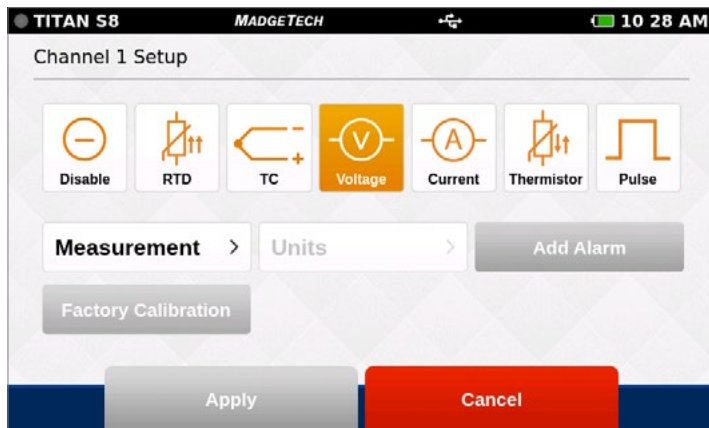 TITAN S8 MADGETECH 10 28 AM
Channel 1 Setup
Disable RTD TC Voltage Current Thermistor Pulse
Measurement > Units > Add Alarm
Factory Calibration
Apply Cancel